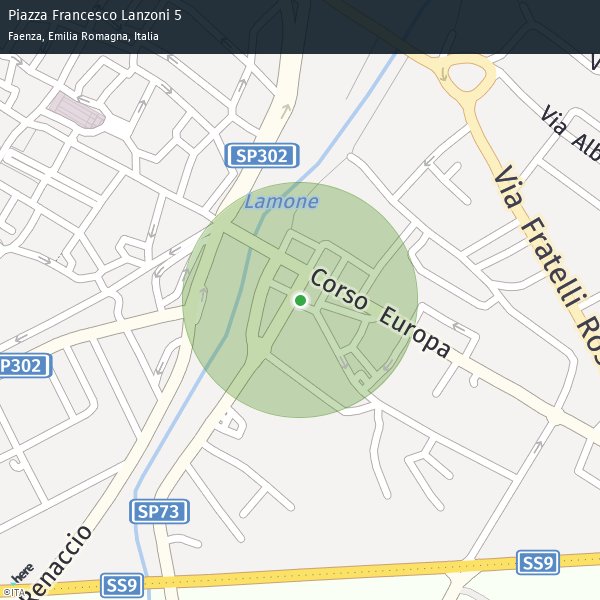 Piazza Francesco Lanzoni 5
Faenza, Emilia Romagna, Italia
Via Alb
SP302
Lamone
Via Fratelli Ros
Corso Europa
SP302
SP73
SS9
SS9
Renaccio
here
©ITA